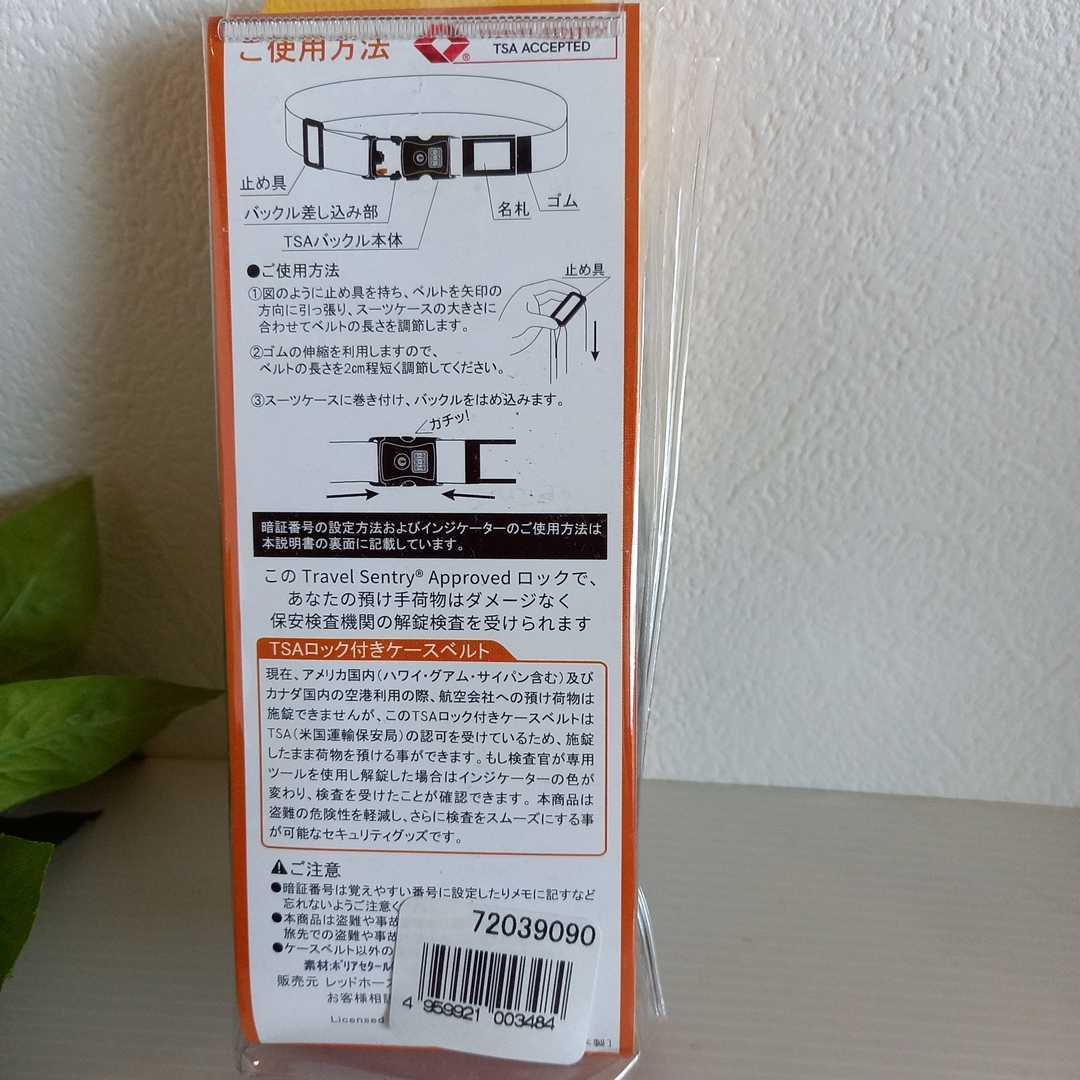 ご使用方法
TSA ACCEPTED
止め具
バックル差し込み部
TSAバックル本体
名札
ゴム
●ご使用方法
①図のように止め具を持ち、ベルトを矢印の
方向に引っ張り、スーツケースの大きさに
合わせてベルトの長さを調節します。
止め具
②ゴムの伸縮を利用しますので、
ベルトの長さを2cm程短く調節してください。
③スーツケースに巻き付け、バックルをはめ込みます。
カチッ!
暗証番号の設定方法およびインジケーターのご使用方法は
本説明書の裏面に記載しています。
この Travel Sentry® Approved ロックで、
あなたの預け手荷物はダメージなく
保安検査機関の解錠検査を受けられます
TSAロック付きケースベルト
現在、アメリカ国内(ハワイ・グアム・サイパン含む)及び
カナダ国内の空港利用の際、航空会社への預け荷物は
施錠できませんが、このTSAロック付きケースベルトは
TSA(米国運輸保安局)の認可を受けているため、施錠
したまま荷物を預ける事ができます。もし検査官が専用
ツールを使用し解錠した場合はインジケーターの色が
変わり、検査を受けたことが確認できます。本商品は
盗難の危険性を軽減し、さらに検査をスムーズにする事
が可能なセキュリティグッズです。
⚠ご注意
●暗証番号は覚えやすい番号に設定したりメモに記すなど
忘れないようご注意く
●本商品は盗難や事故
旅先での盗難や事故
●ケースベルト以外の
素材:ポリアセタール
販売元 レッドホース
お客様相談
Licensed
72039090
4 959921 003484
製]